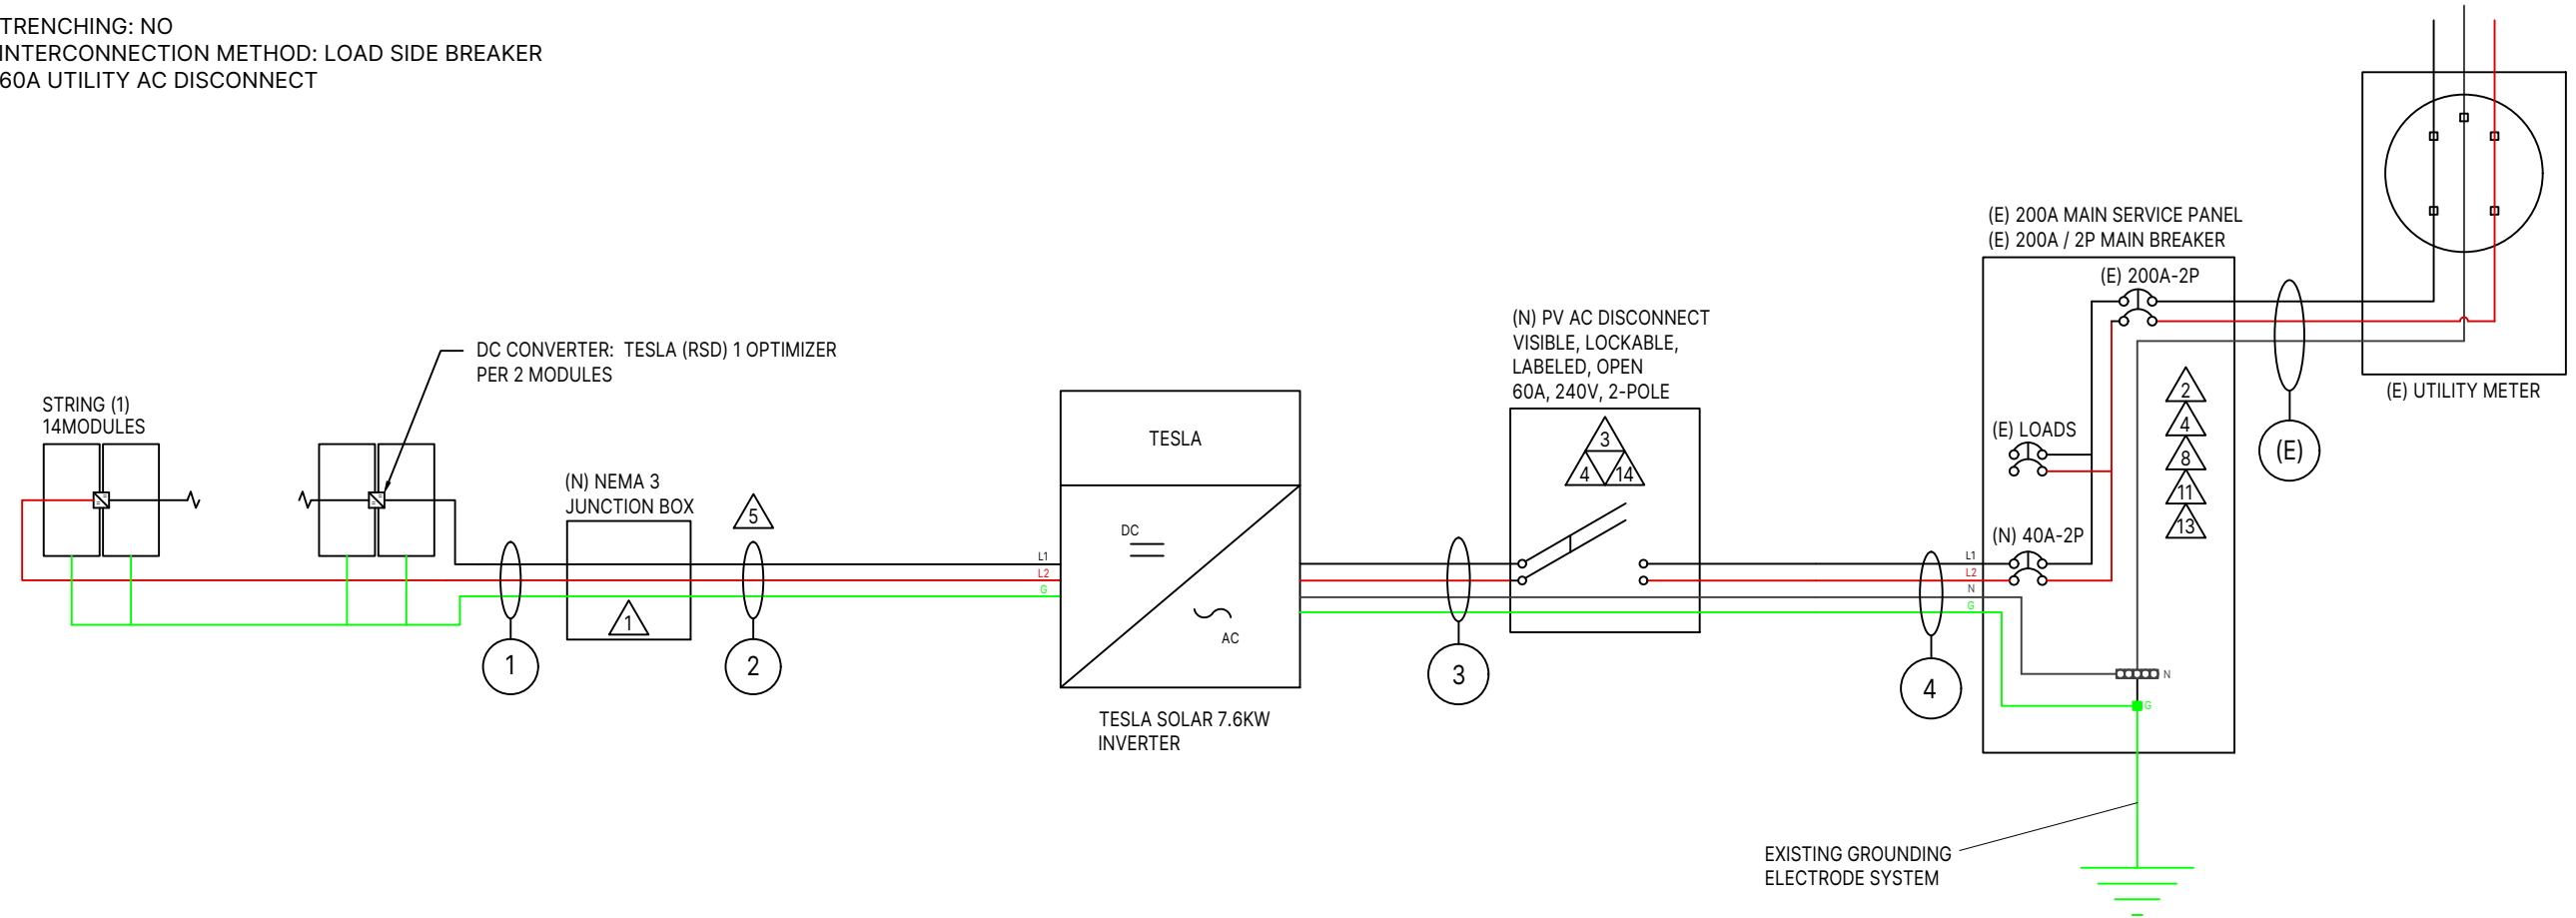 TRENCHING: NO
INTERCONNECTION METHOD: LOAD SIDE BREAKER
60A UTILITY AC DISCONNECT
(E) 200A MAIN SERVICE PANEL
(E) 200A / 2P MAIN BREAKER
(E) 200A-2P
(E) UTILITY METER
(E)
2
4
8
11
13
(E) LOADS
(N) 40A-2P
(N) PV AC DISCONNECT
VISIBLE, LOCKABLE,
LABELED, OPEN
60A, 240V, 2-POLE
3
4 14
DC CONVERTER: TESLA (RSD) 1 OPTIMIZER
PER 2 MODULES
STRING (1)
14MODULES
(N) NEMA 3
JUNCTION BOX
1
5
1
2
L1
L2
G
TESLA
DC
AC
TESLA SOLAR 7.6KW
INVERTER
3
4
L1
L2
N
G
N
G
EXISTING GROUNDING
ELECTRODE SYSTEM